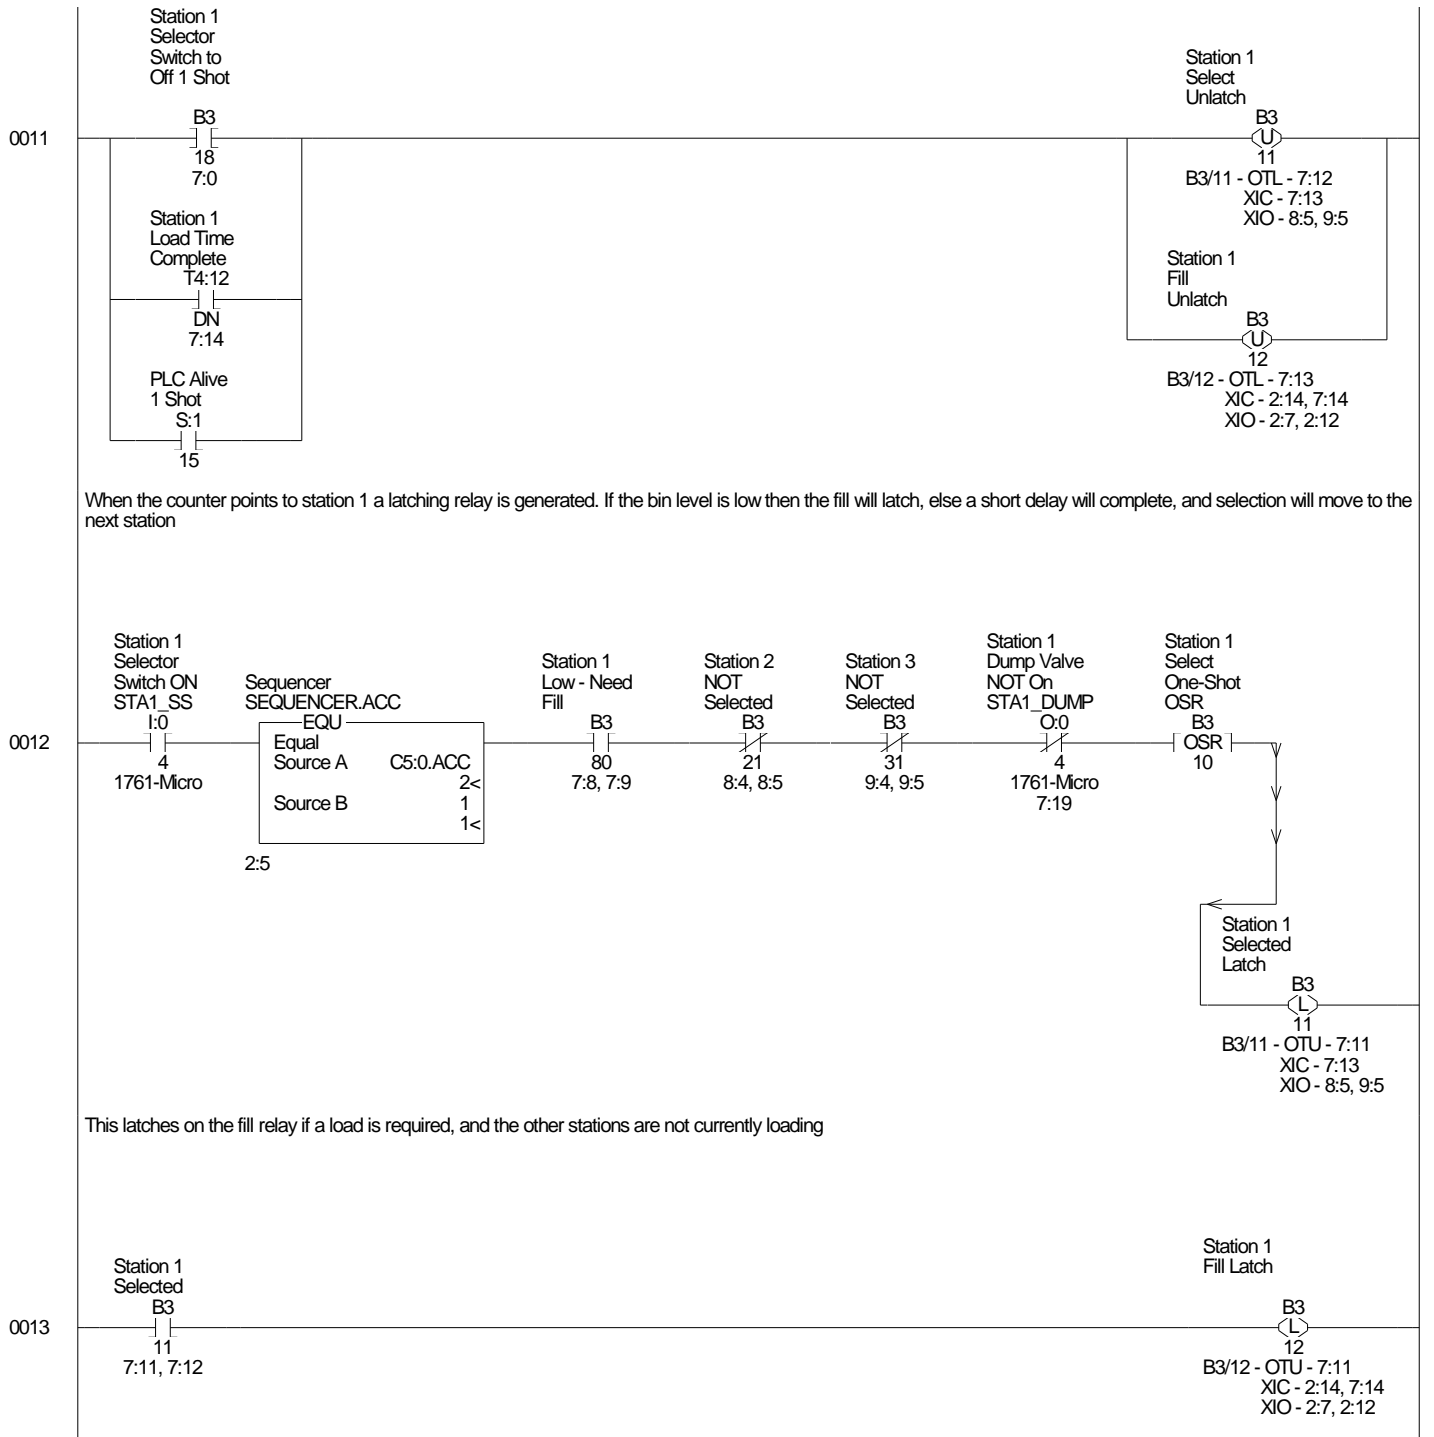 Station 1
Selector
Switch to
Off 1 Shot
B3
18
7:0
0011
Station 1
Load Time
Complete
T4:12
DN
7:14
PLC Alive
1 Shot
S:1
15
Station 1
Select
Unlatch
B3
U
11
B3/11 - OTL - 7:12
XIC - 7:13
XIO - 8:5, 9:5
Station 1
Fill
Unlatch
B3
U
12
B3/12 - OTL - 7:13
XIC - 2:14, 7:14
XIO - 2:7, 2:12
When the counter points to station 1 a latching relay is generated. If the bin level is low then the fill will latch, else a short delay will complete, and selection will move to the
next station
0012
Station 1
Selector
Switch ON
STA1_SS
I:0
4
1761-Micro
Sequencer
SEQUENCER.ACC
EQU
Equal
Source A C5:0.ACC
2<
Source B 1
1<
2:5
Station 1
Low - Need
Fill
B3
80
7:8, 7:9
Station 2
NOT
Selected
B3
21
8:4, 8:5
Station 3
NOT
Selected
B3
31
9:4, 9:5
Station 1
Dump Valve
NOT On
STA1_DUMP
O:0
4
1761-Micro
7:19
Station 1
Select
One-Shot
OSR
B3
OSR
10
Station 1
Selected
Latch
B3
L
11
B3/11 - OTU - 7:11
XIC - 7:13
XIO - 8:5, 9:5
This latches on the fill relay if a load is required, and the other stations are not currently loading
0013
Station 1
Selected
B3
11
7:11, 7:12
Station 1
Fill Latch
B3
L
12
B3/12 - OTU - 7:11
XIC - 2:14, 7:14
XIO - 2:7, 2:12